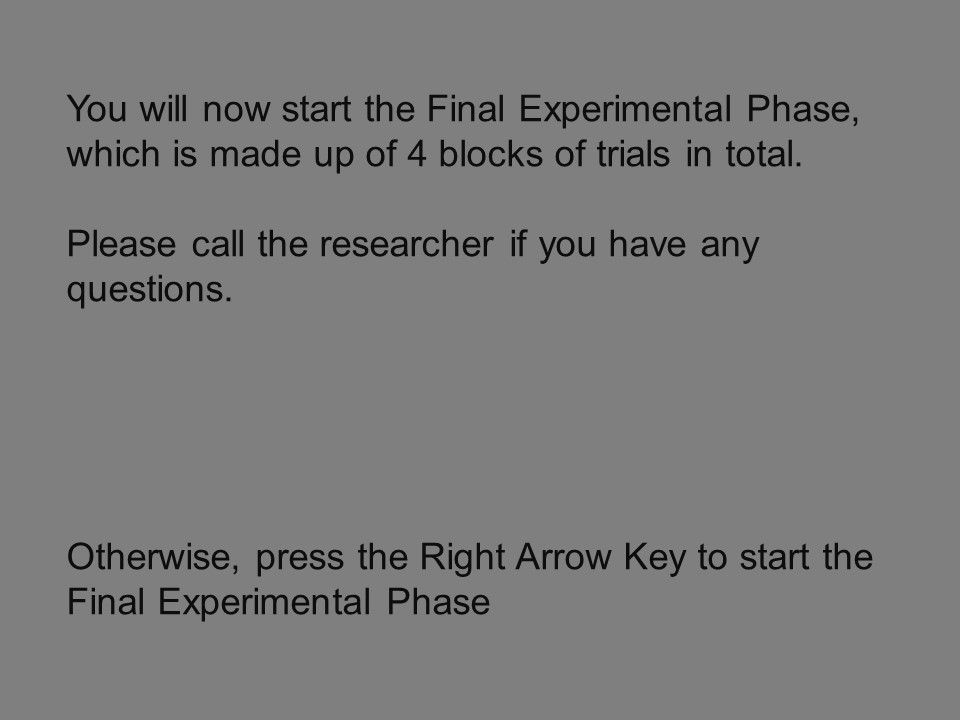 You will now start the Final Experimental Phase,
which is made up of 4 blocks of trials in total.
Please call the researcher if you have any
questions.
Otherwise, press the Right Arrow Key to start the
Final Experimental Phase